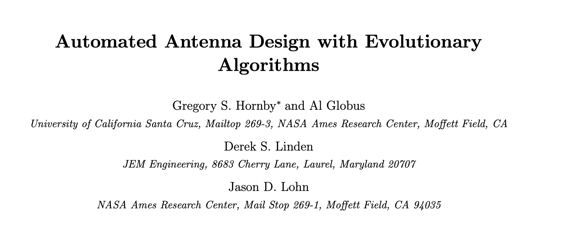 Automated Antenna Design with Evolutionary
Algorithms
Gregory S. Hornby* and Al Globus
University of California Santa Cruz, Mailtop 269-3, NASA Ames Research Center, Moffett Field, CA
Derek S. Linden
JEM Engineering, 8683 Cherry Lane, Laurel, Maryland 20707
Jason D. Lohn
NASA Ames Research Center, Mail Stop 269-1, Moffett Field, CA 94035